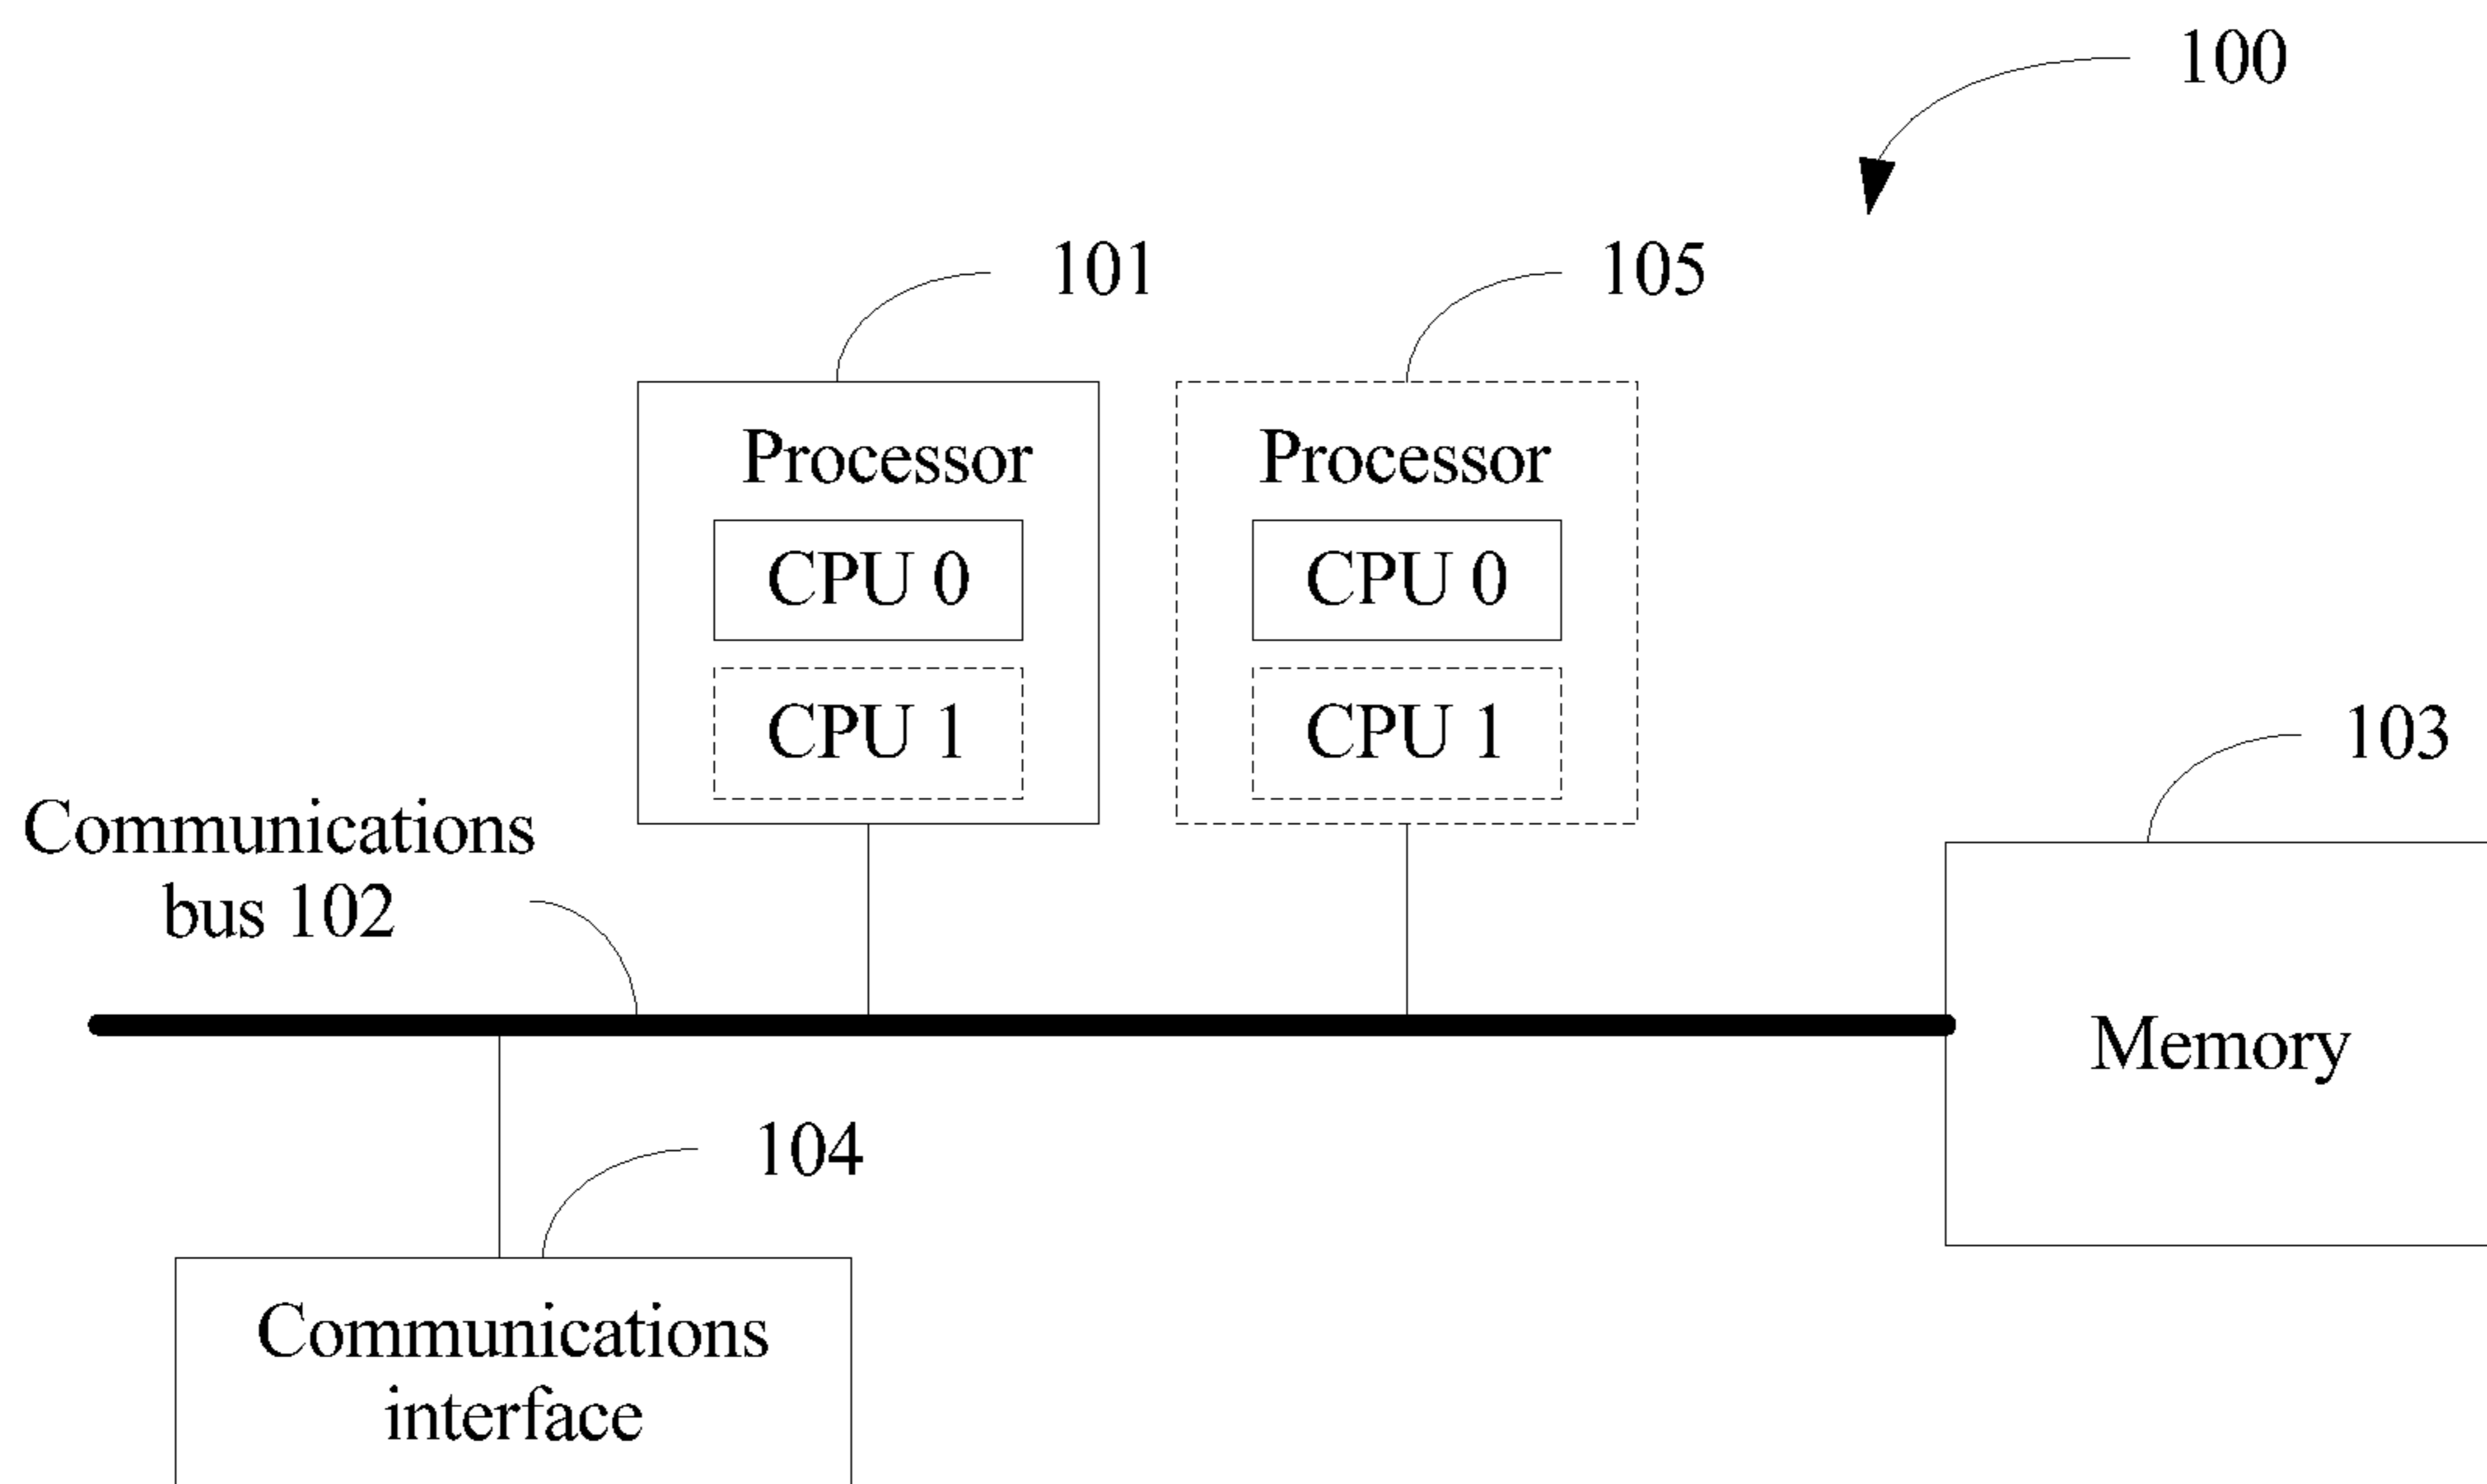 100
101
105
Processor
Processor
CPU 0
CPU 0
CPU 1
CPU 1
103
Communications
bus 102
Memory
104
Communications
interface